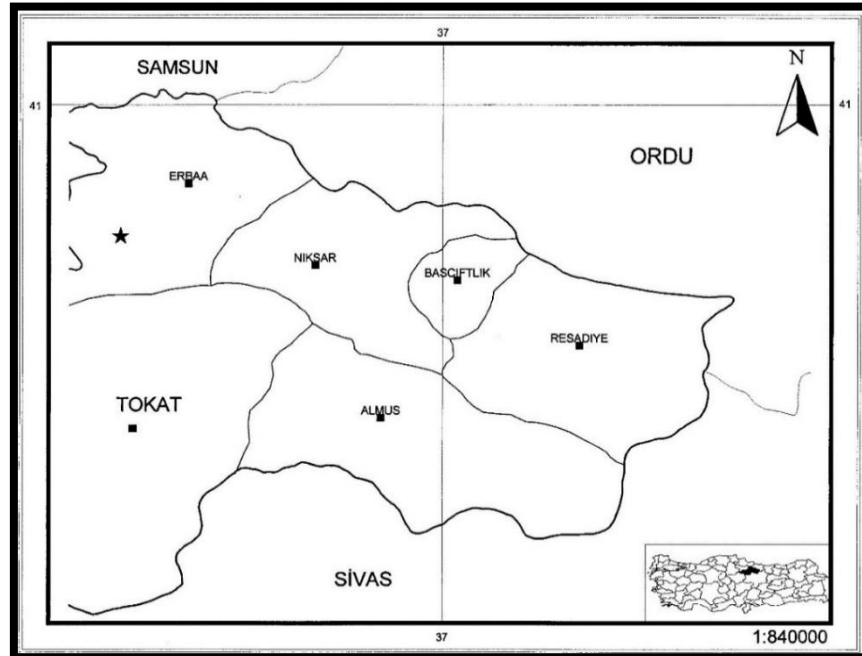 37
SAMSUN
N
41
41
ORDU
ERBAA
NIKSAR
BASCIFTLIK
RESADIYE
TOKAT
ALMUS
SİVAS
37
1:840000